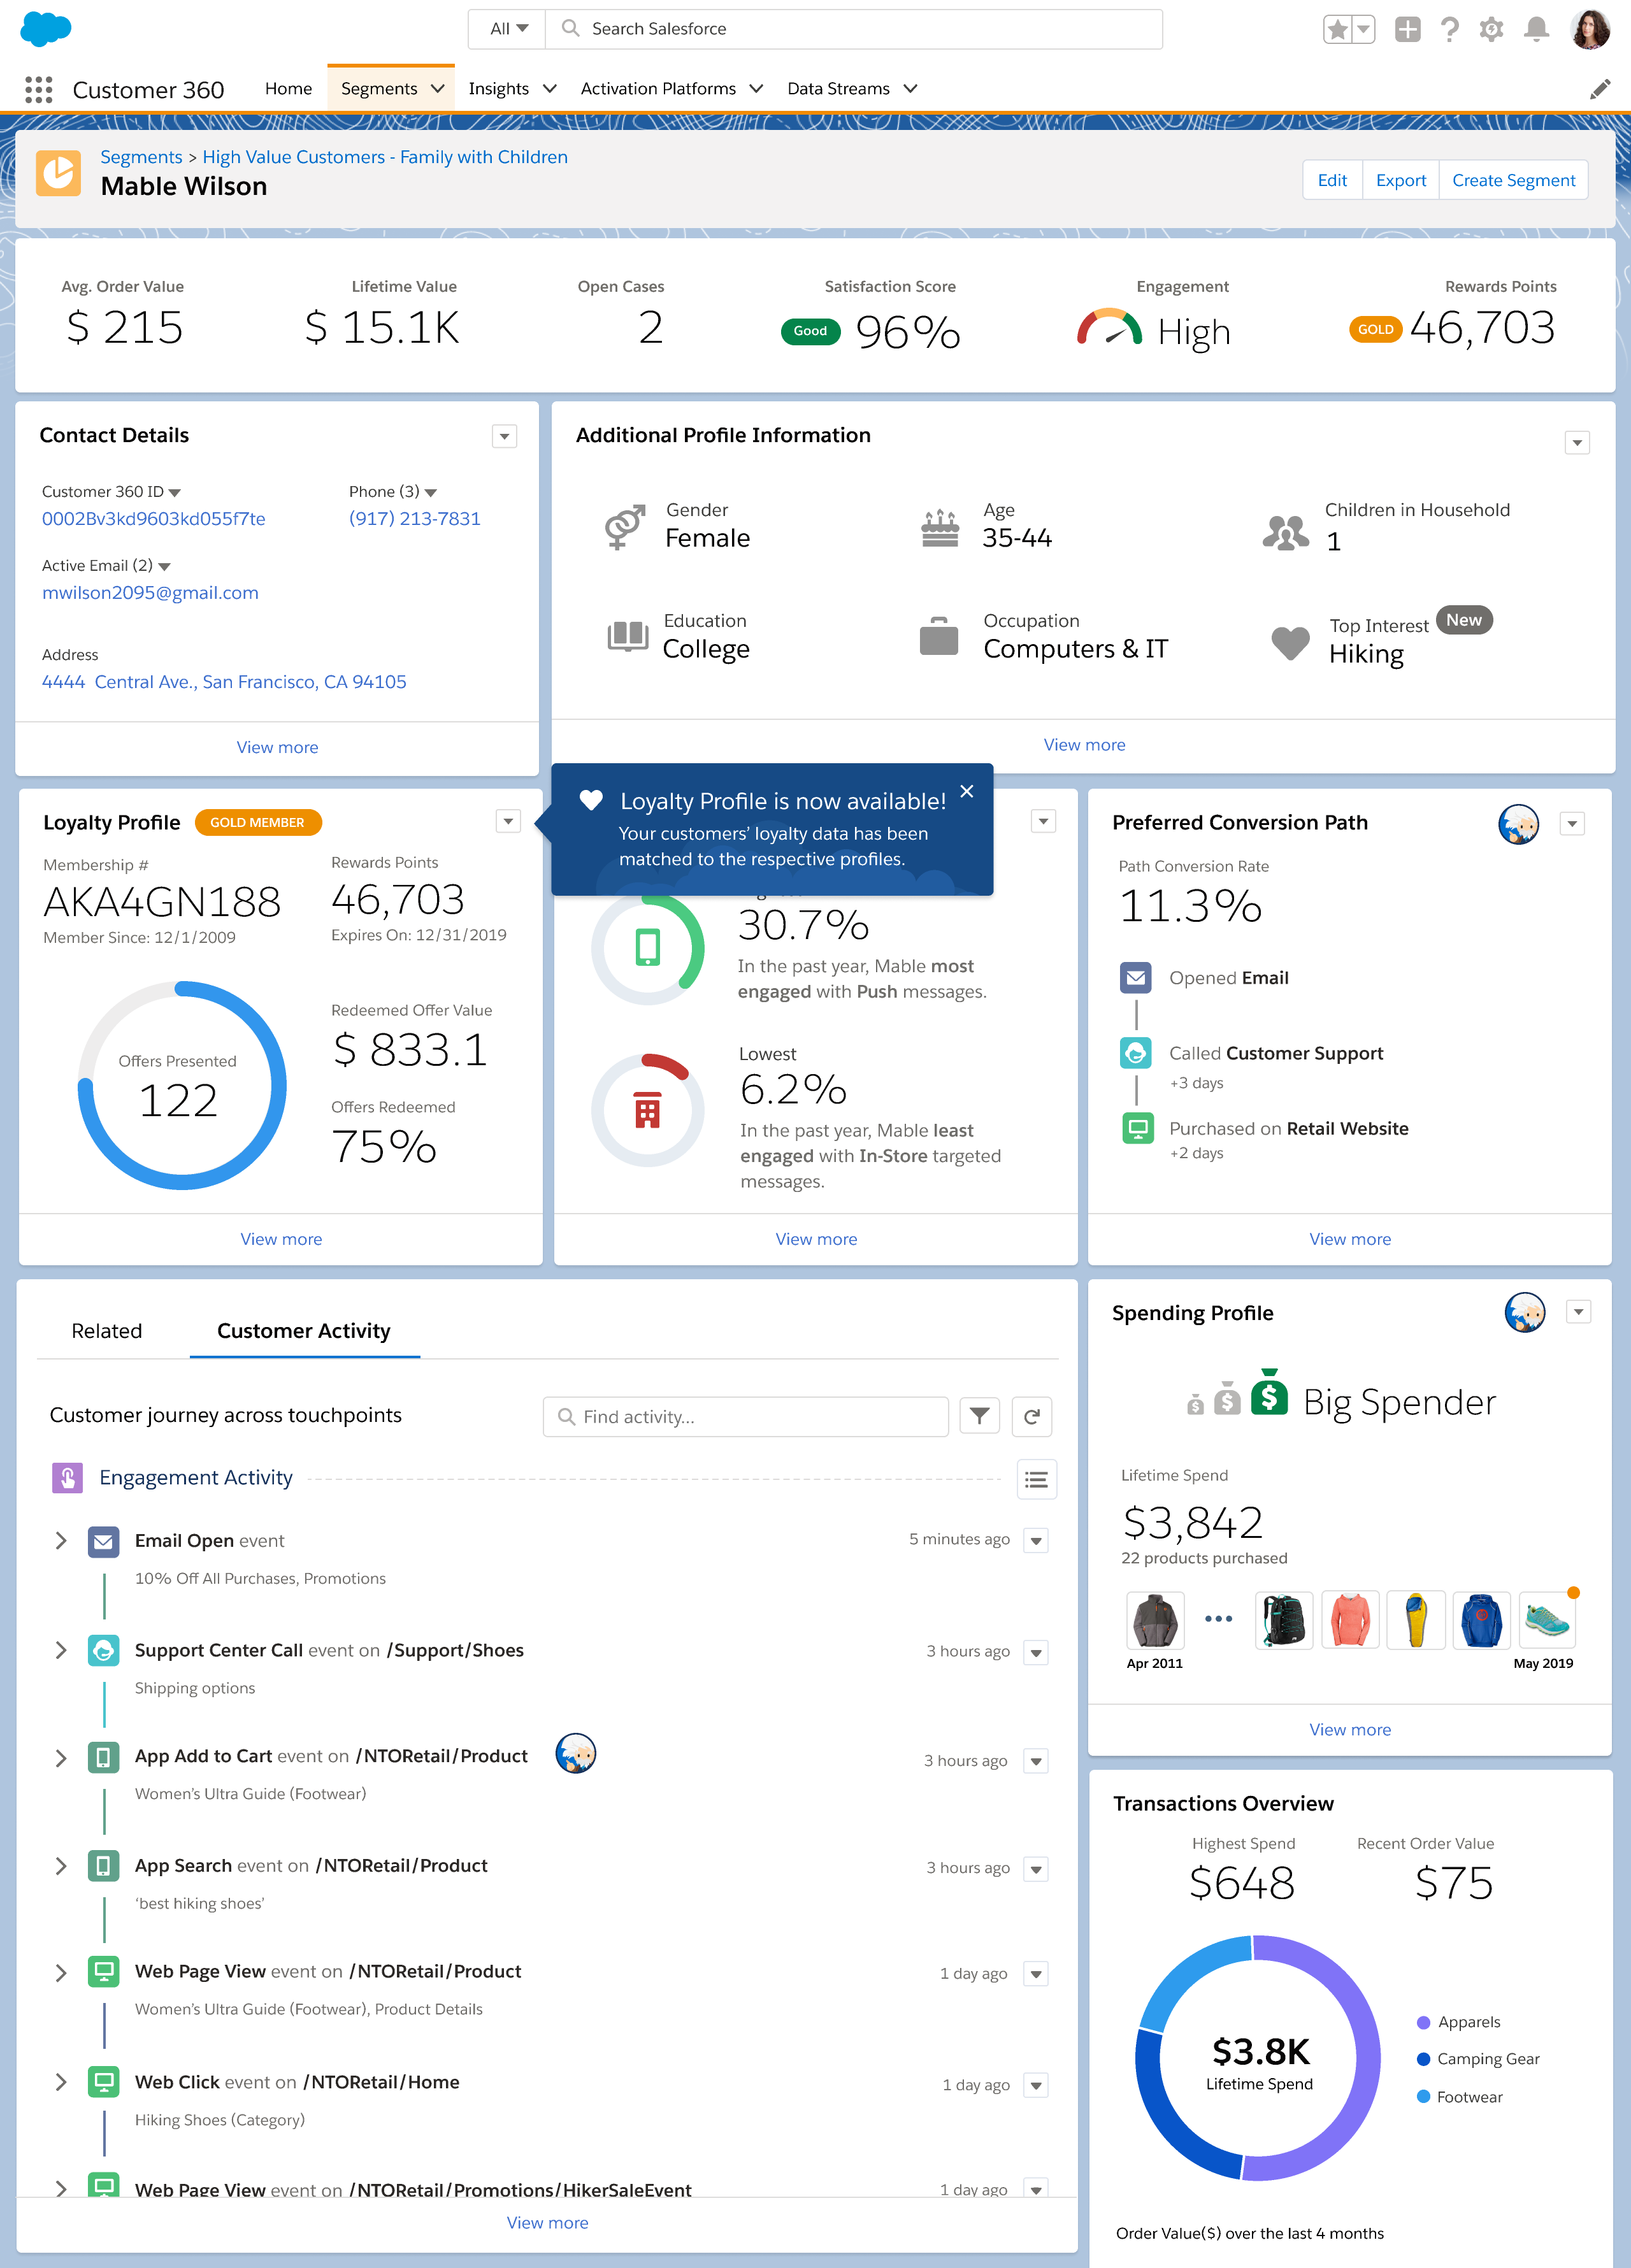 All
Search Salesforce
Customer 360
Home
Segments
Insights
Activation Platforms
Data Streams
Segments > High Value Customers - Family with Children
Mable Wilson
Edit
Export
Create Segment
Avg. Order Value
$ 215
Lifetime Value
$ 15.1K
Open Cases
2
Satisfaction Score
Good 96%
Engagement
High
Rewards Points
GOLD 46,703
Contact Details
Customer 360 ID
0002Bv3kd9603kd055f7te
Phone (3)
(917) 213-7831
Active Email (2)
mwilson2095@gmail.com
Address
4444 Central Ave., San Francisco, CA 94105
View more
Additional Profile Information
Gender
Female
Age
35-44
Children in Household
1
Education
College
Occupation
Computers & IT
Top Interest New
Hiking
View more
Loyalty Profile GOLD MEMBER
Membership #
AKA4GN188
Member Since: 12/1/2009
Rewards Points
46,703
Expires On: 12/31/2019
Offers Presented
122
Redeemed Offer Value
$ 833.1
Offers Redeemed
75%
View more
Loyalty Profile is now available!
Your customers’ loyalty data has been
matched to the respective profiles.
30.7%
In the past year, Mable most
engaged with Push messages.
Lowest
6.2%
In the past year, Mable least
engaged with In-Store targeted
messages.
View more
Preferred Conversion Path
Path Conversion Rate
11.3%
Opened Email
Called Customer Support
+3 days
Purchased on Retail Website
+2 days
View more
Related
Customer Activity
Customer journey across touchpoints
Find activity...
Engagement Activity
Email Open event
5 minutes ago
10% Off All Purchases, Promotions
Support Center Call event on /Support/Shoes
3 hours ago
Shipping options
App Add to Cart event on /NTORetail/Product
3 hours ago
Women’s Ultra Guide (Footwear)
App Search event on /NTORetail/Product
3 hours ago
‘best hiking shoes’
Web Page View event on /NTORetail/Product
1 day ago
Women’s Ultra Guide (Footwear), Product Details
Web Click event on /NTORetail/Home
1 day ago
Hiking Shoes (Category)
Web Page View event on /NTORetail/Promotions/HikerSaleEvent
1 day ago
View more
Spending Profile
Big Spender
Lifetime Spend
$3,842
22 products purchased
Apr 2011
May 2019
View more
Transactions Overview
Highest Spend
$648
Recent Order Value
$75
$3.8K
Lifetime Spend
Apparels
Camping Gear
Footwear
Order Value($) over the last 4 months